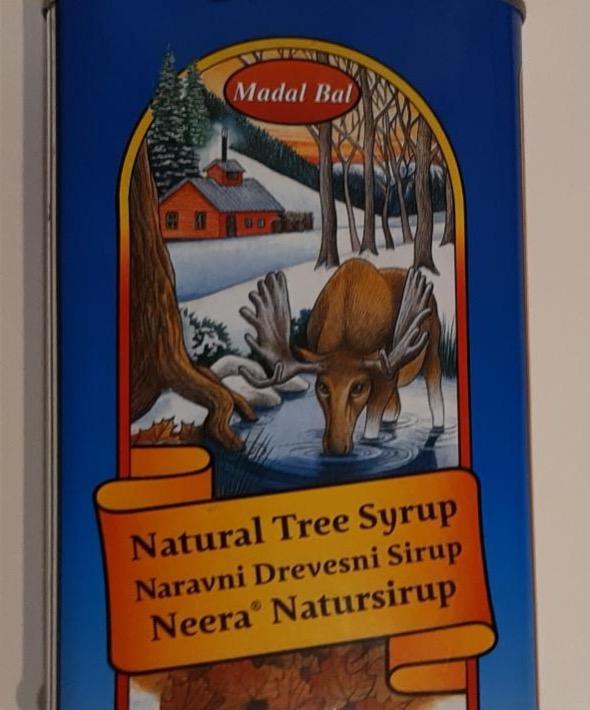 Madal Bal
Natural Tree Syrup
Naravni Drevesni Sirup
Neera® Natursirup